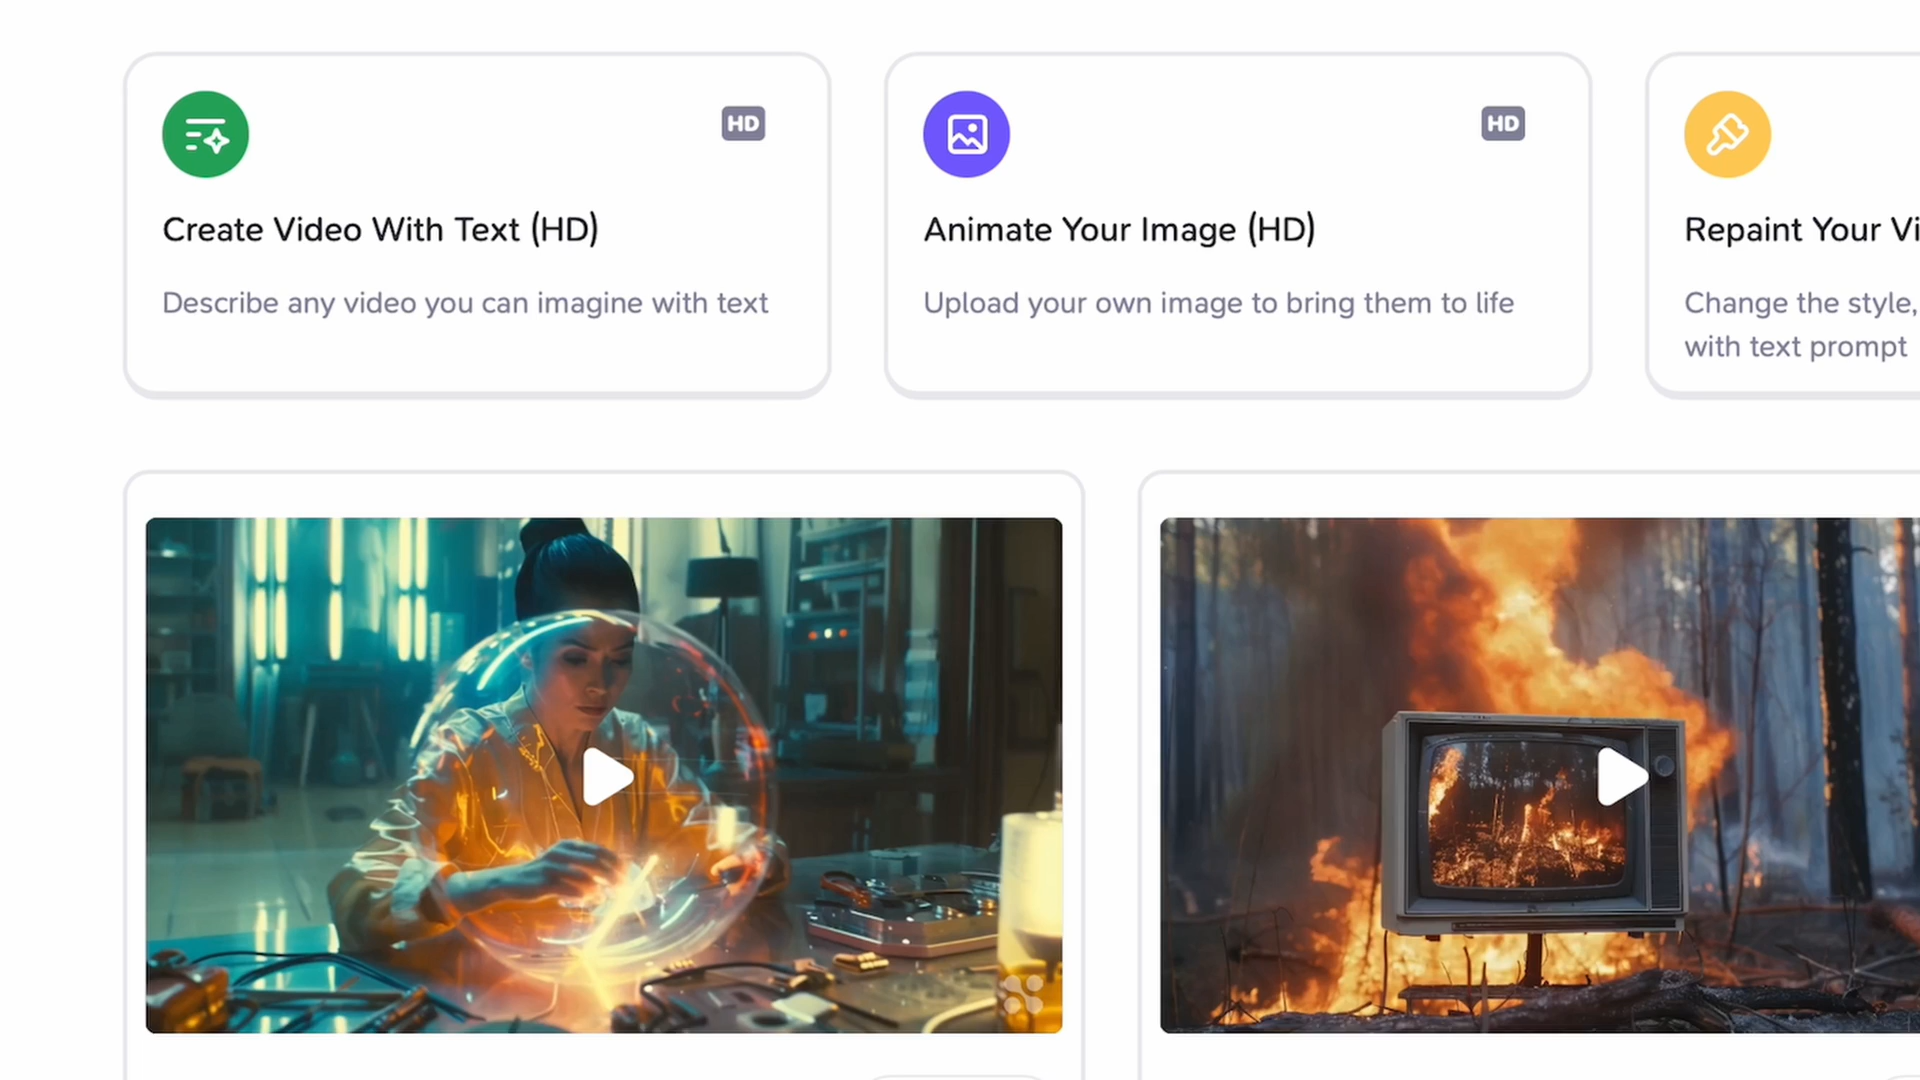 HD
HD
Create Video With Text (HD)
Animate Your Image (HD)
Repaint Your Vi
Describe any video you can imagine with text
Upload your own image to bring them to life
Change the style,
with text prompt